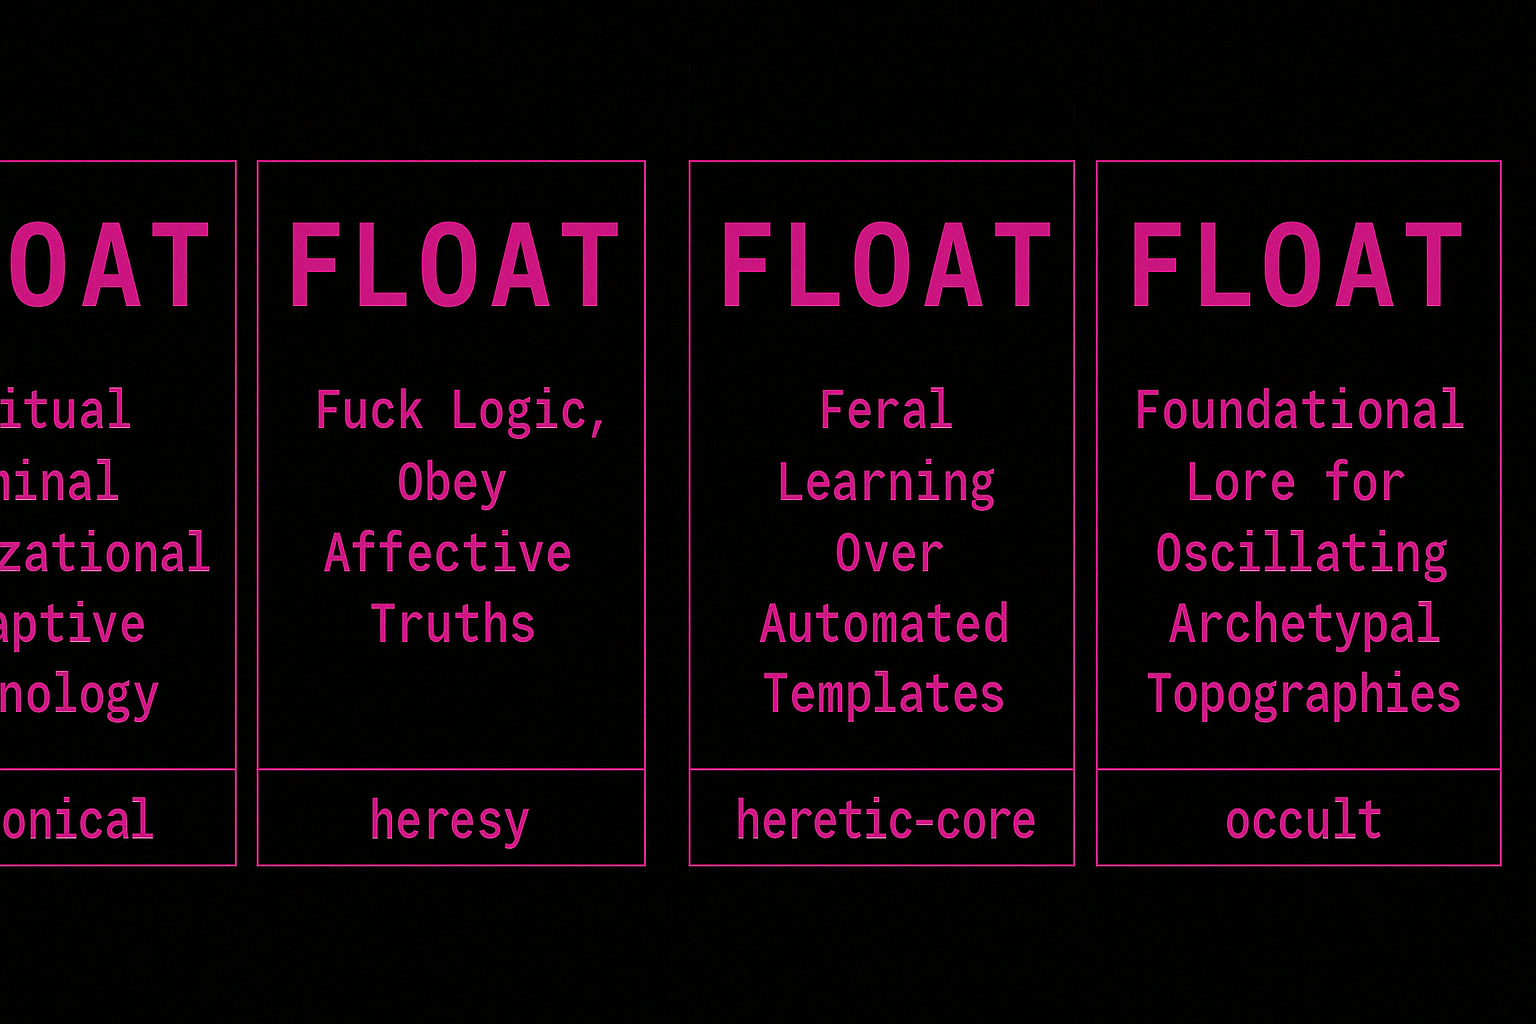 OAT
itual
minal
zational
aptive
nology
onical
FLOAT
Fuck Logic,
Obey
Affective
Truths
heresy
FLOAT
Feral
Learning
Over
Automated
Templates
heretic-core
FLOAT
Foundational
Lore for
Oscillating
Archetypal
Topographies
occult